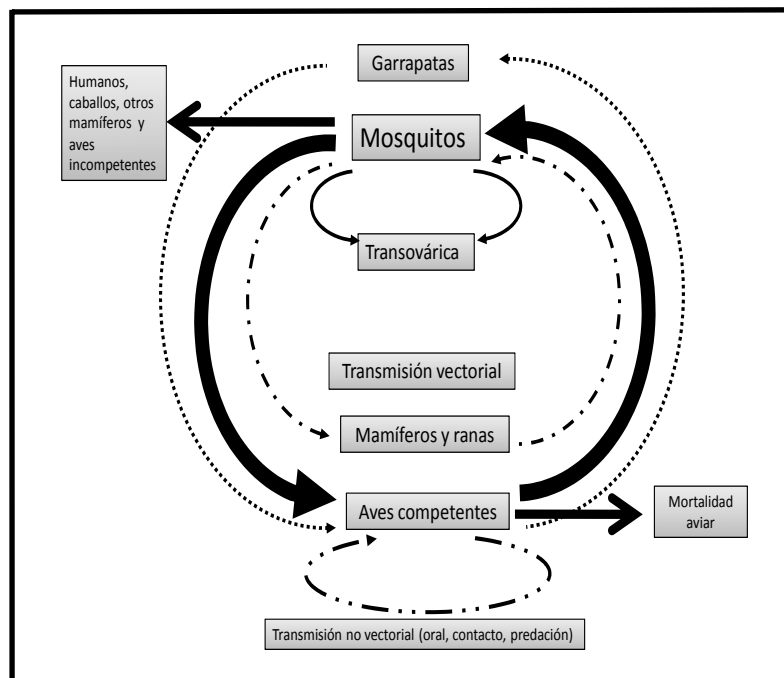 Garrapatas
Humanos,
caballos, otros
mamíferos y
aves
incompetentes
Mosquitos
Transovárica
Transmisión vectorial
Mamíferos y ranas
Aves competentes
Mortalidad
aviar
Transmisión no vectorial (oral, contacto, predación)